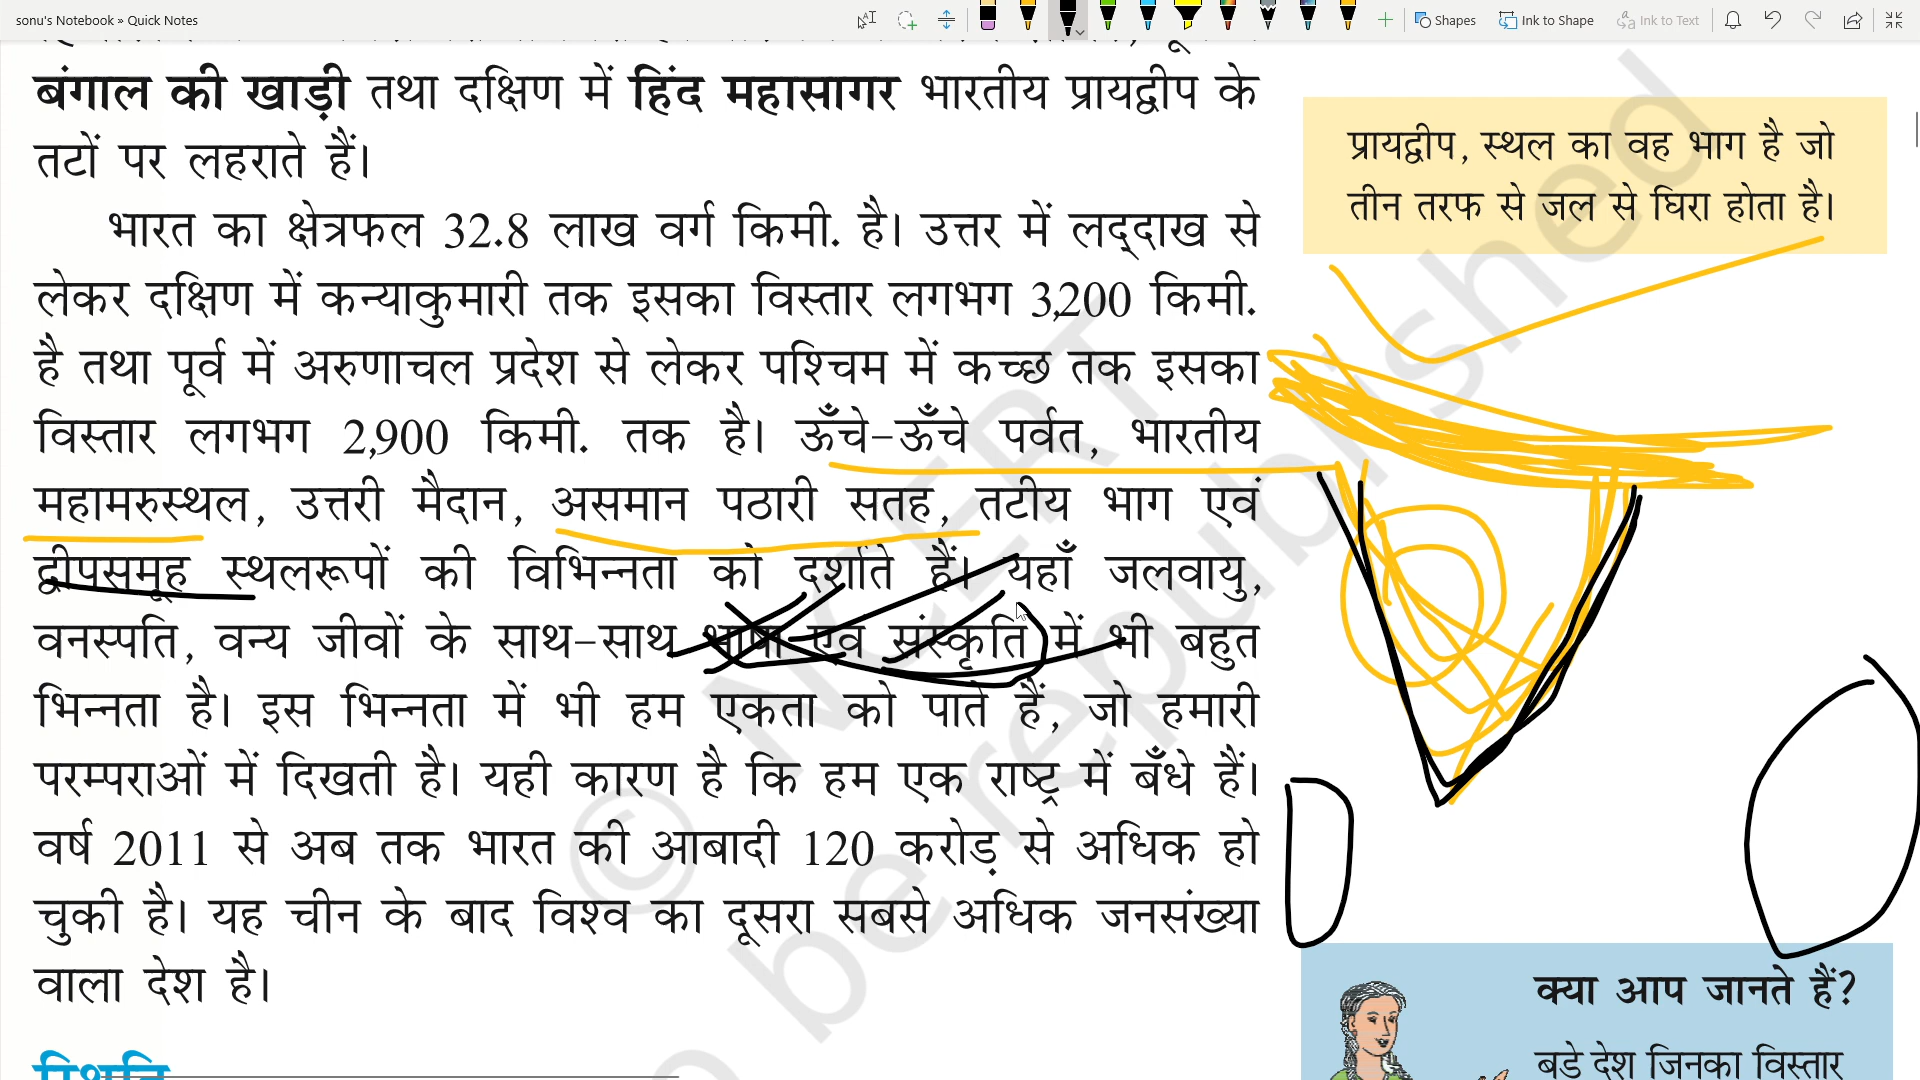 sonu's Notebook » Quick Notes
Shapes
Ink to Shape
Ink to Text
बंगाल की खाड़ी तथा दक्षिण में हिंद महासागर भारतीय प्रायद्वीप के
तटों पर लहराते हैं।
भारत का क्षेत्रफल 32.8 लाख वर्ग किमी. है। उत्तर में लद्दाख से
लेकर दक्षिण में कन्याकुमारी तक इसका विस्तार लगभग 3,200 किमी.
है तथा पूर्व में अरुणाचल प्रदेश से लेकर पश्चिम में कच्छ तक इसका
विस्तार लगभग 2,900 किमी. तक है। ऊँचे-ऊँचे पर्वत, भारतीय
महामरुस्थल, उत्तरी मैदान, असमान पठारी सतह, तटीय भाग एवं
द्वीपसमूह स्थलरूपों की विभिन्नता को दर्शाते हैं। यहाँ जलवायु,
वनस्पति, वन्य जीवों के साथ-साथ भाषा एवं संस्कृति में भी बहुत
भिन्नता है। इस भिन्नता में भी हम एकता को पाते हैं, जो हमारी
परम्पराओं में दिखती है। यही कारण है कि हम एक राष्ट्र में बँधे हैं।
वर्ष 2011 से अब तक भारत की आबादी 120 करोड़ से अधिक हो
चुकी है। यह चीन के बाद विश्व का दूसरा सबसे अधिक जनसंख्या
वाला देश है।
प्रायद्वीप, स्थल का वह भाग है जो
तीन तरफ से जल से घिरा होता है।
क्या आप जानते हैं?
बड़े देश जिनका विस्तार
© NCERT
be republished